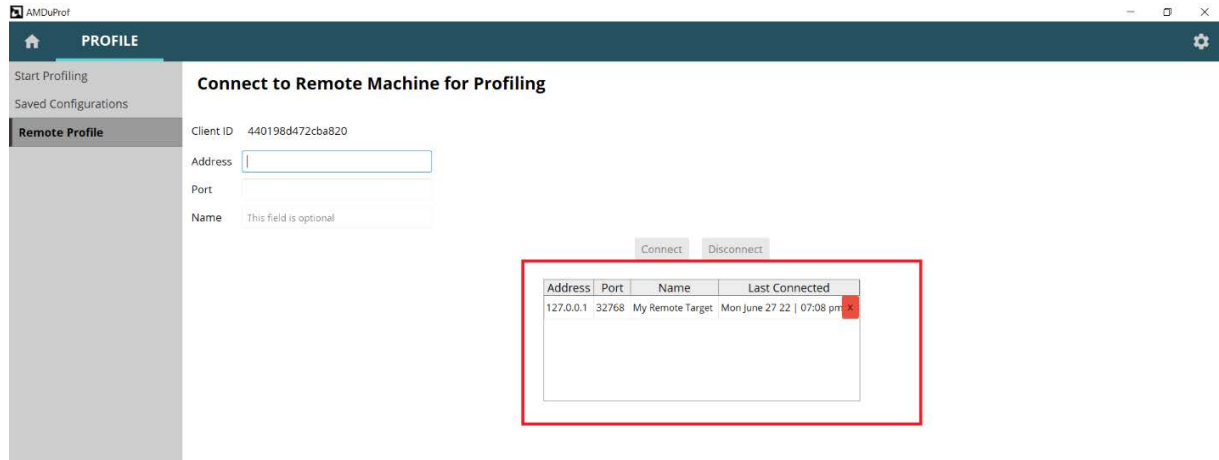 AMDuProf
PROFILE
Start Profiling
Saved Configurations
Remote Profile
Connect to Remote Machine for Profiling
Client ID 440198d472cba820
Address
Port
Name This field is optional
Connect Disconnect
Address Port Name Last Connected
127.0.0.1 32768 My Remote Target Mon June 27 22 | 07:08 pm X